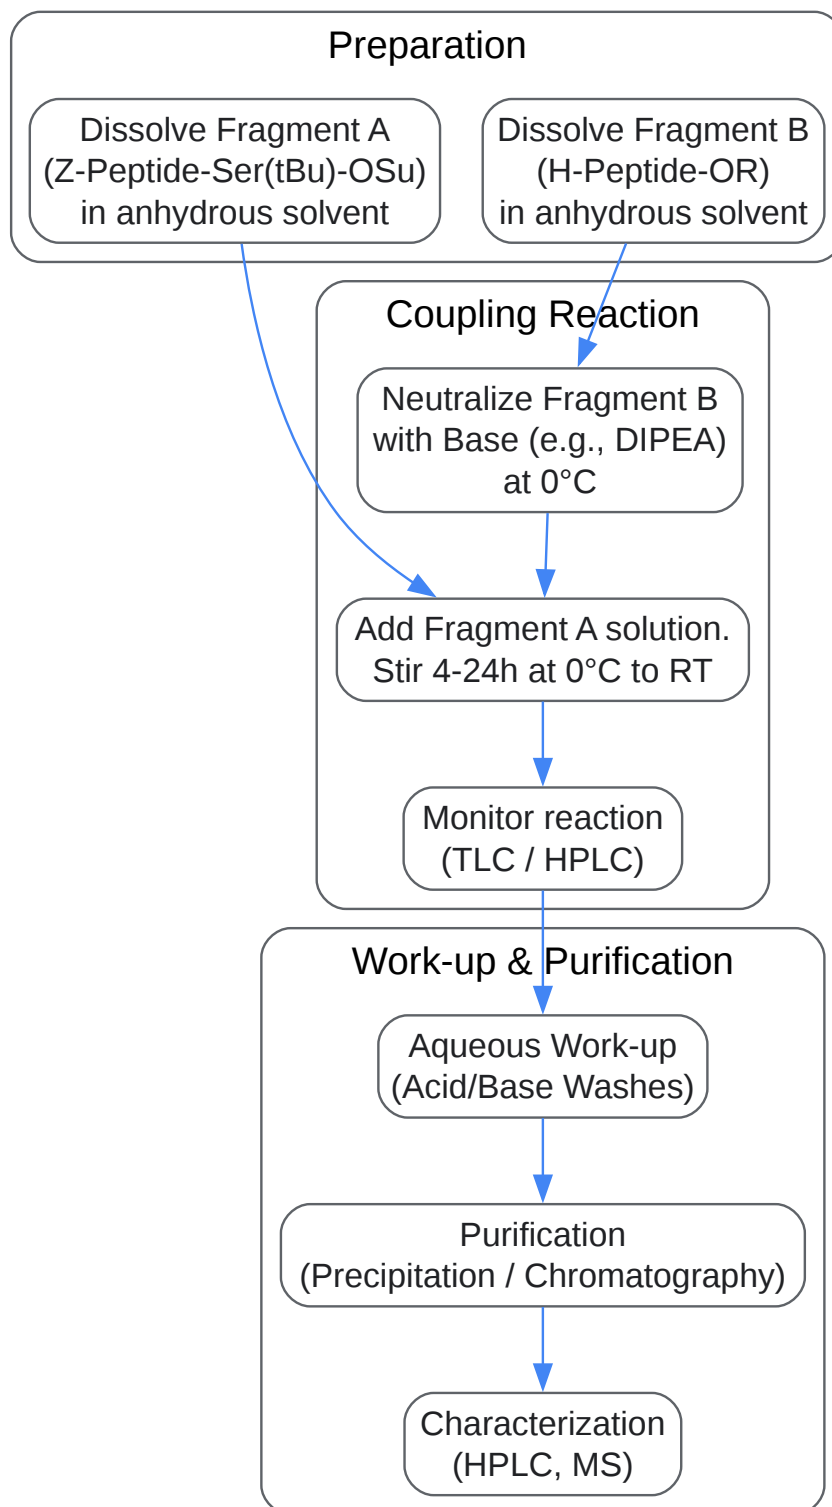 Preparation
Dissolve Fragment A
(Z-Peptide-Ser(tBu)-OSu)
in anhydrous solvent
Dissolve Fragment B
(H-Peptide-OR)
in anhydrous solvent
Coupling Reaction
Neutralize Fragment B
with Base (e.g., DIPEA)
at 0°C
Add Fragment A solution.
Stir 4-24h at 0°C to RT
Monitor reaction
(TLC / HPLC)
Work-up & Purification
Aqueous Work-up
(Acid/Base Washes)
Purification
(Precipitation / Chromatography)
Characterization
(HPLC, MS)